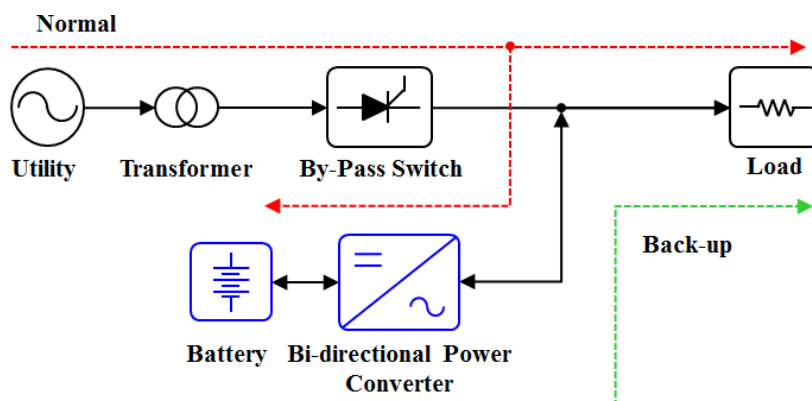 Normal
Utility
Transformer
By-Pass Switch
Load
Back-up
Battery
Bi-directional Power
Converter